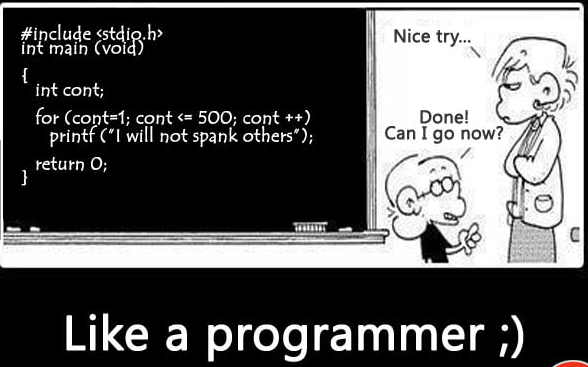 #include <stdio.h>
int main (void)
{
int cont;
for (cont=1; cont <= 500; cont ++)
printf ("I will not spank others");
return 0;
}
Nice try...
Done!
Can I go now?
Like a programmer ;)